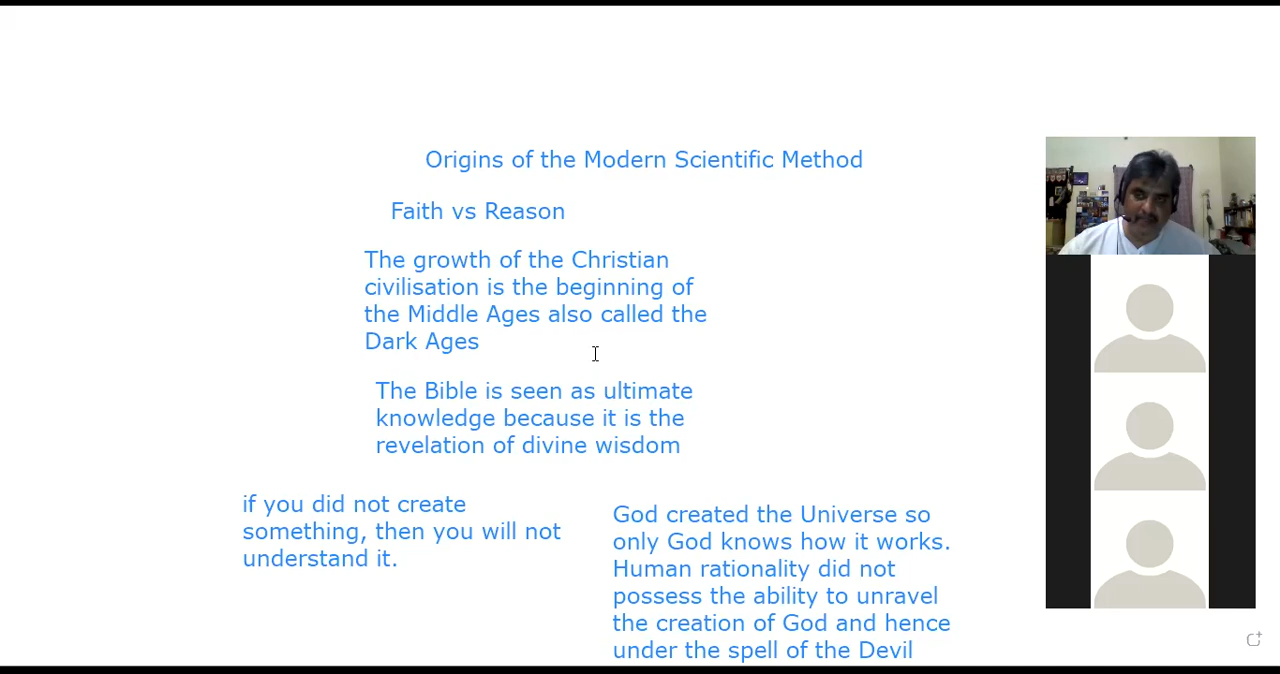 Origins of the Modern Scientific Method
Faith vs Reason
The growth of the Christian
civilisation is the beginning of
the Middle Ages also called the
Dark Ages
The Bible is seen as ultimate
knowledge because it is the
revelation of divine wisdom
if you did not create
something, then you will not
understand it.
God created the Universe so
only God knows how it works.
Human rationality did not
possess the ability to unravel
the creation of God and hence
under the spell of the Devil